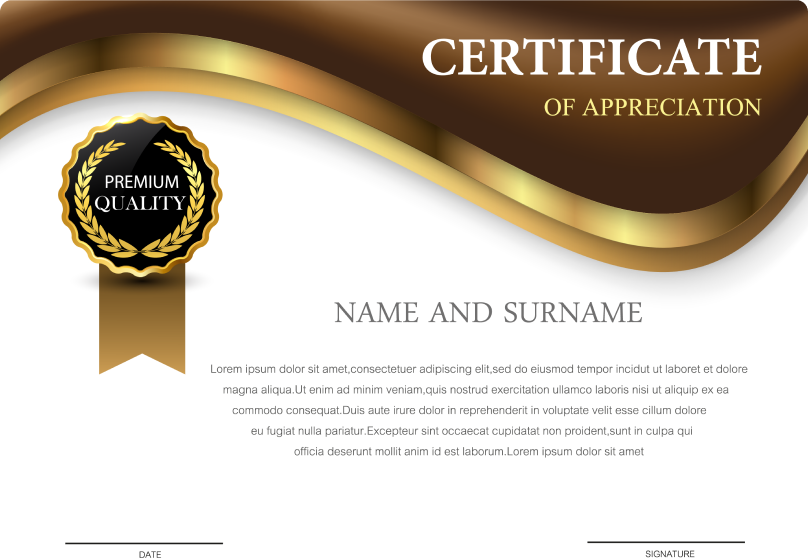 CERTIFICATE
OF APPRECIATION
PREMIUM
QUALITY
NAME AND SURNAME
Lorem ipsum dolor sit amet,consectetuer adipiscing elit,sed do eiusmod tempor incidut ut laboret et dolore
magna aliqua.Ut enim ad minim veniam,quis nostrud exercitation ullamco laboris nisi ut aliquip ex ea
commodo consequat.Duis aute irure dolor in reprehenderit in voluptate velit esse cillum dolore
eu fugiat nulla pariatur.Excepteur sint occaecat cupidatat non proident,sunt in culpa qui
officia deserunt mollit anim id est laborum.Lorem ipsum dolor sit amet
DATE
SIGNATURE